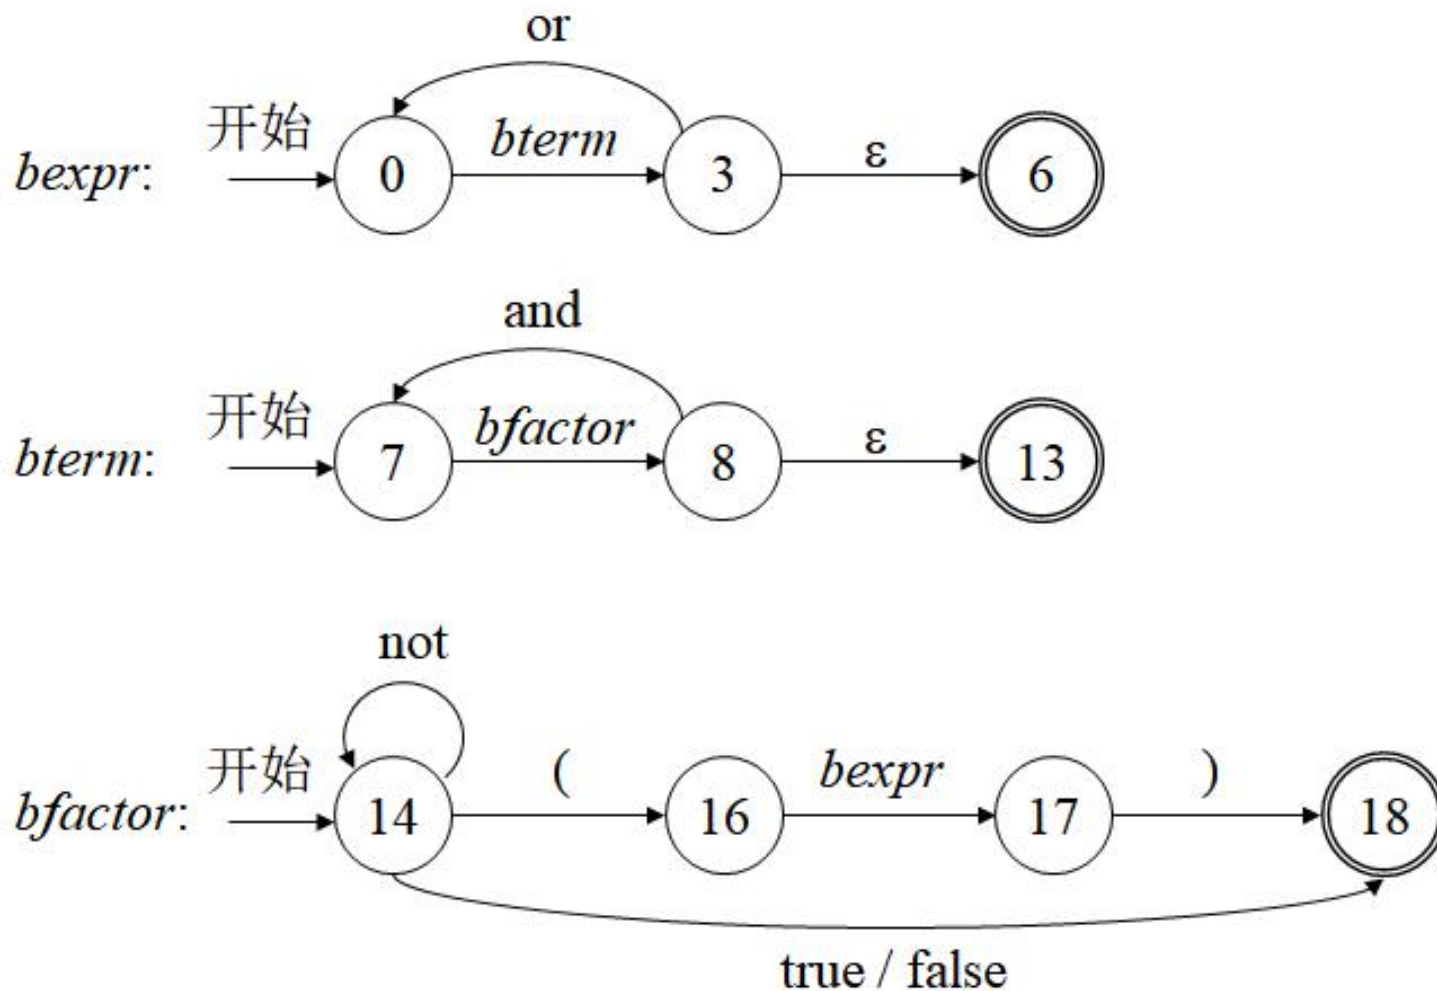 or
bexpr: 开始 0 bterm 3 ε 6
and
bterm: 开始 7 bfactor 8 ε 13
not
bfactor: 开始 14 ( 16 bexpr 17 ) 18
true / false